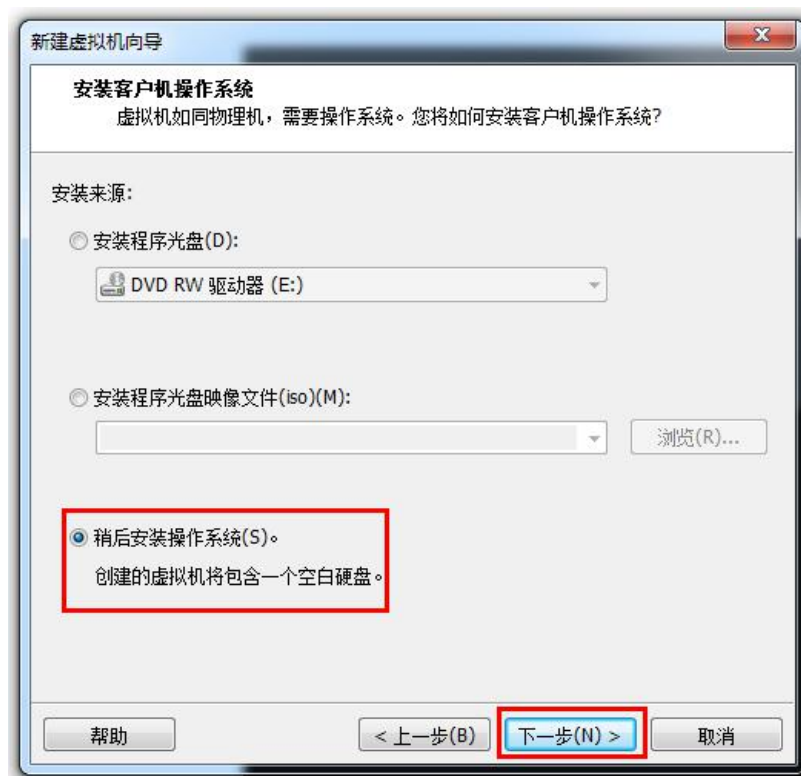 新建虚拟机向导
安装客户机操作系统
虚拟机如同物理机，需要操作系统。您将如何安装客户机操作系统?
安装来源:
安装程序光盘(D):
DVD RW 驱动器 (E:)
安装程序光盘映像文件(iso)(M):
浏览(R)...
稍后安装操作系统(S)。
创建的虚拟机将包含一个空白硬盘。
帮助
< 上一步(B)
下一步(N) >
取消